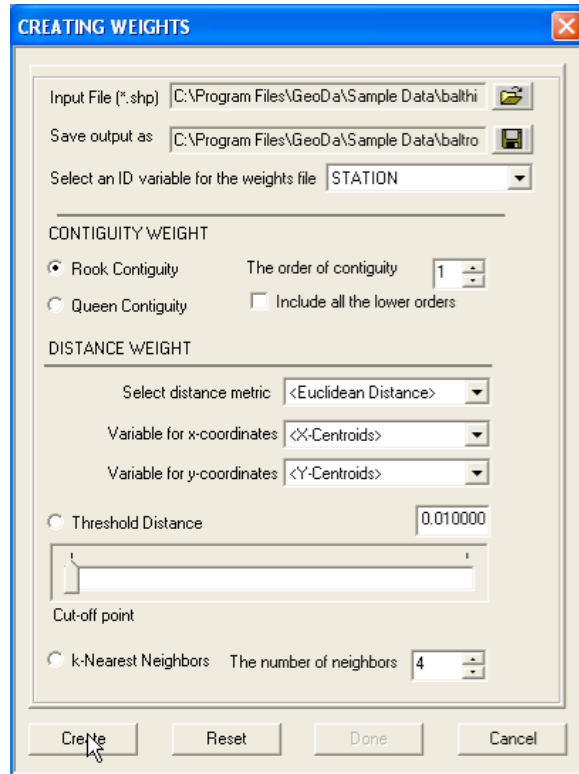 CREATING WEIGHTS
Input File (*.shp) C:\Program Files\GeoDa\Sample Data\balthi
Save output as C:\Program Files\GeoDa\Sample Data\baltro
Select an ID variable for the weights file STATION
CONTIGUITY WEIGHT
Rook Contiguity The order of contiguity 1
Queen Contiguity Include all the lower orders
DISTANCE WEIGHT
Select distance metric <Euclidean Distance>
Variable for x-coordinates <X-Centroids>
Variable for y-coordinates <Y-Centroids>
Threshold Distance 0.010000
Cut-off point
k-Nearest Neighbors The number of neighbors 4
Create Reset Done Cancel